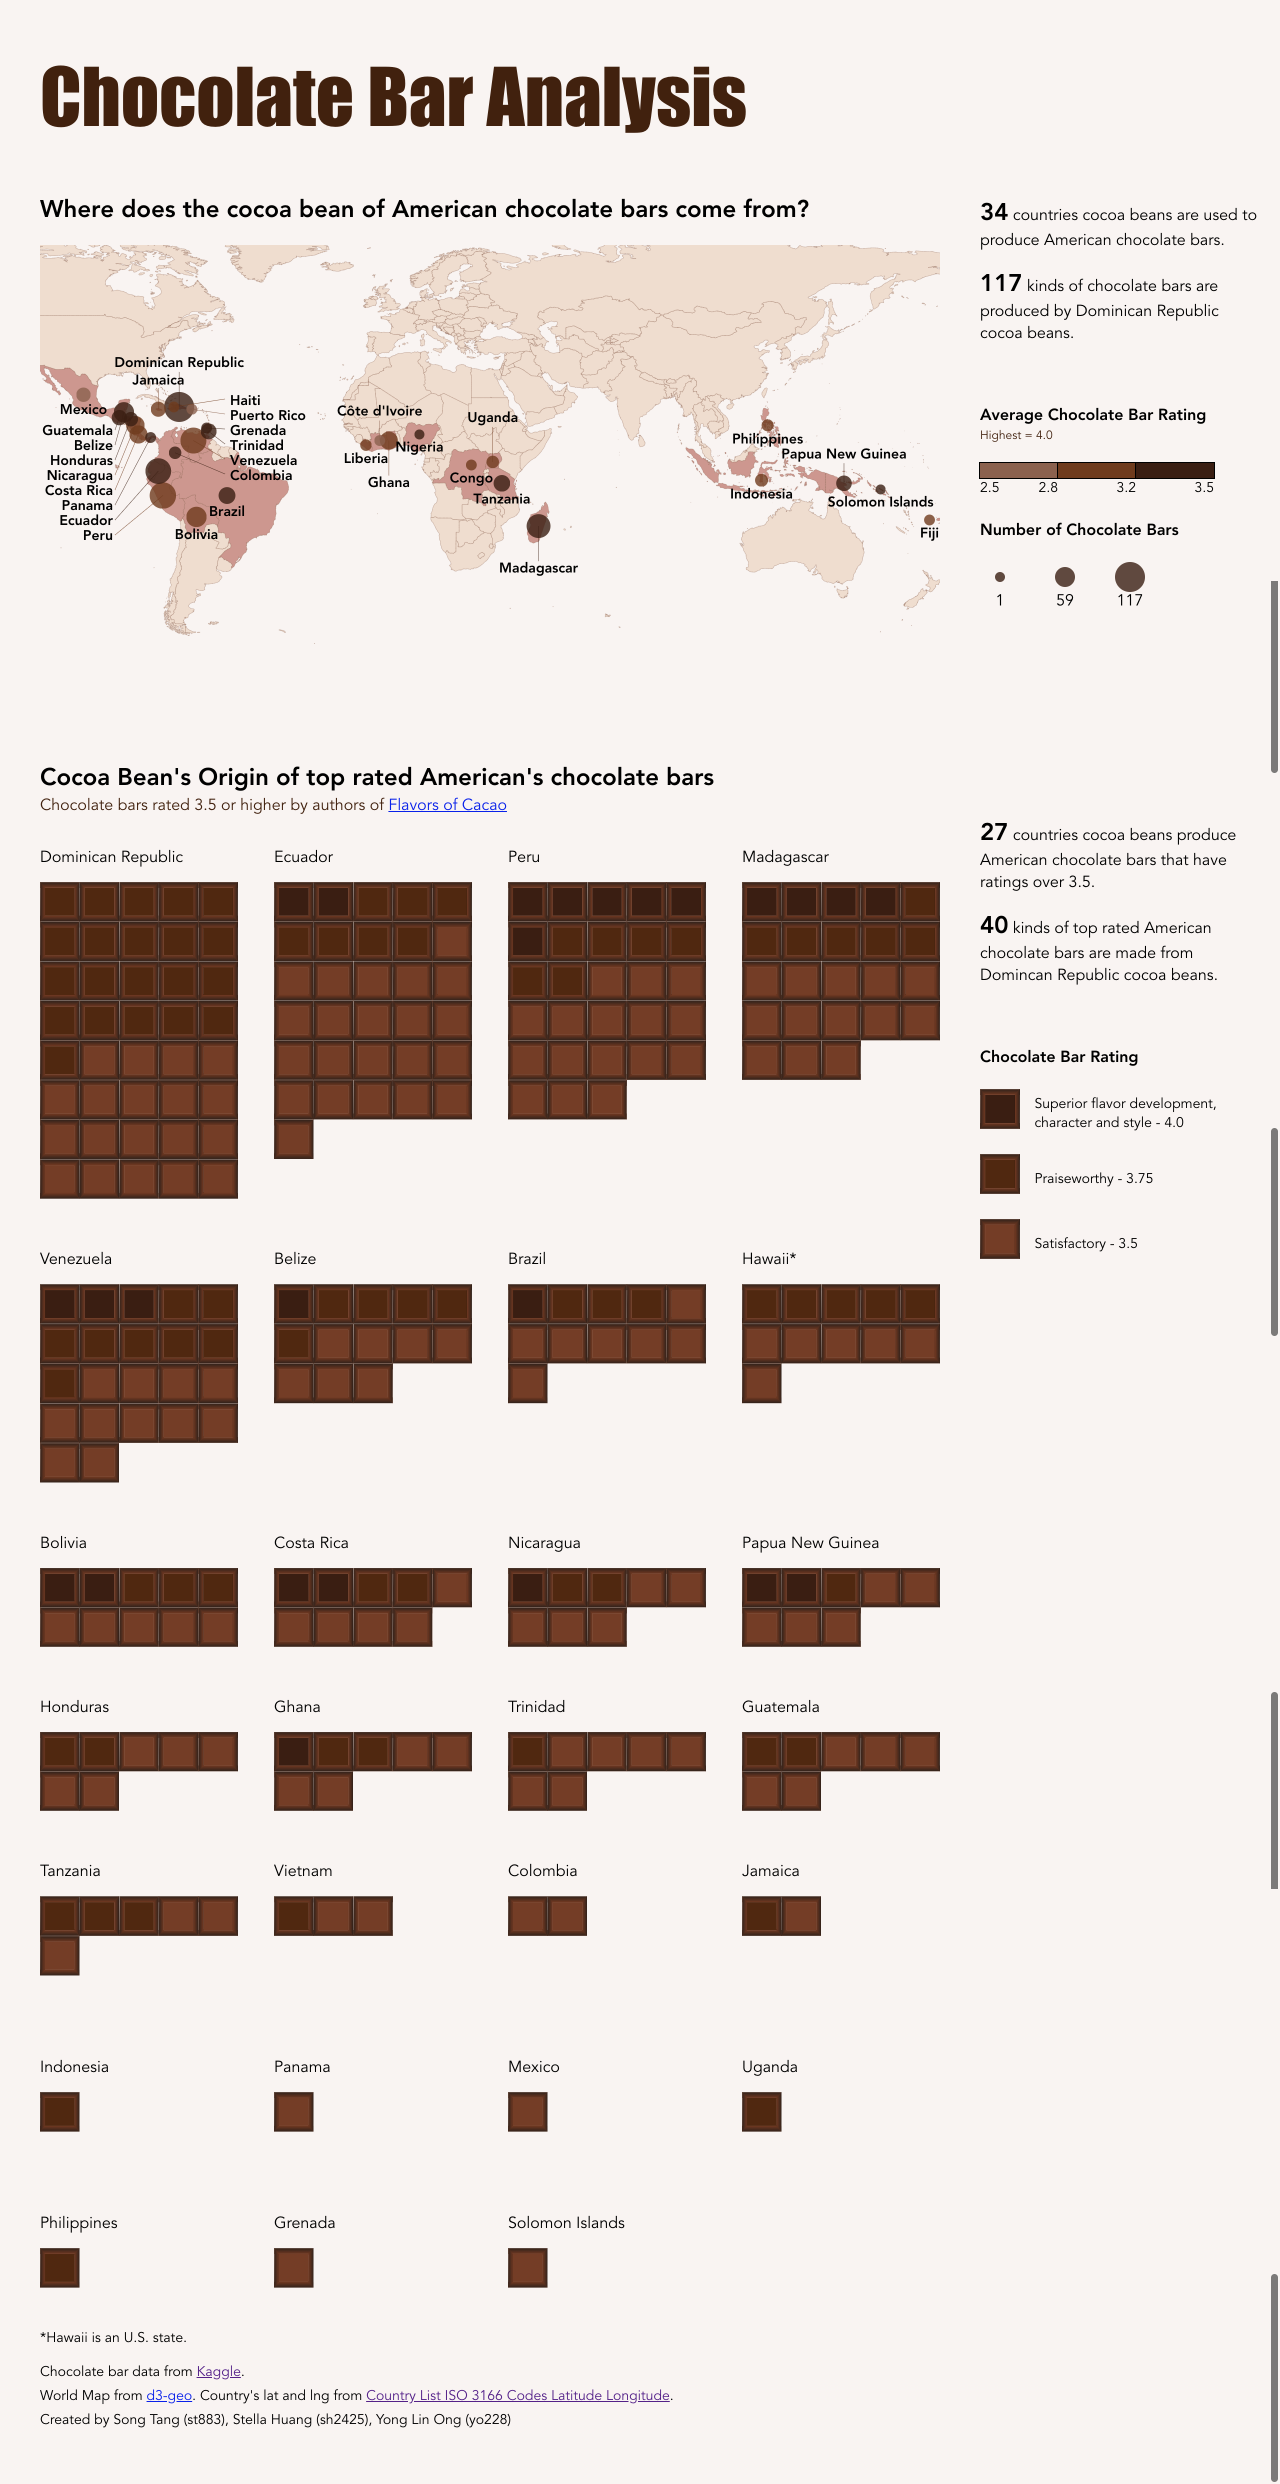 Chocolate Bar Analysis
Where does the cocoa bean of American chocolate bars come from?
34 countries cocoa beans are used to
produce American chocolate bars.
117 kinds of chocolate bars are
produced by Dominican Republic
cocoa beans.
Dominican Republic
Jamaica
Mexico
Guatemala
Belize
Honduras
Nicaragua
Costa Rica
Panama
Ecuador
Peru
Haiti
Puerto Rico
Grenada
Trinidad
Venezuela
Colombia
Brazil
Bolivia
Côte d'Ivoire
Liberia
Ghana
Nigeria
Uganda
Congo
Tanzania
Madagascar
Philippines
Papua New Guinea
Indonesia
Solomon Islands
Fiji
Average Chocolate Bar Rating
Highest = 4.0
2.5 2.8 3.2 3.5
Number of Chocolate Bars
1 59 117
Cocoa Bean's Origin of top rated American's chocolate bars
Chocolate bars rated 3.5 or higher by authors of Flavors of Cacao
27 countries cocoa beans produce
American chocolate bars that have
ratings over 3.5.
40 kinds of top rated American
chocolate bars are made from
Domincan Republic cocoa beans.
Chocolate Bar Rating
Superior flavor development,
character and style - 4.0
Praiseworthy - 3.75
Satisfactory - 3.5
Dominican Republic Ecuador Peru Madagascar
Venezuela Belize Brazil Hawaii*
Bolivia Costa Rica Nicaragua Papua New Guinea
Honduras Ghana Trinidad Guatemala
Tanzania Vietnam Colombia Jamaica
Indonesia Panama Mexico Uganda
Philippines Grenada Solomon Islands
*Hawaii is an U.S. state.
Chocolate bar data from Kaggle.
World Map from d3-geo. Country's lat and lng from Country List ISO 3166 Codes Latitude Longitude.
Created by Song Tang (st883), Stella Huang (sh2425), Yong Lin Ong (yo228)